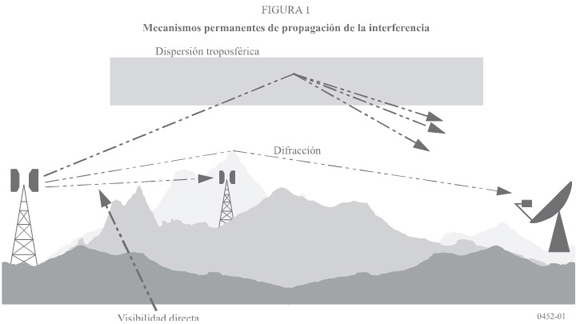 FIGURA 1
Mecanismos permanentes de propagación de la interferencia
Dispersión troposférica
Difracción
Visibilidad directa
0452-01